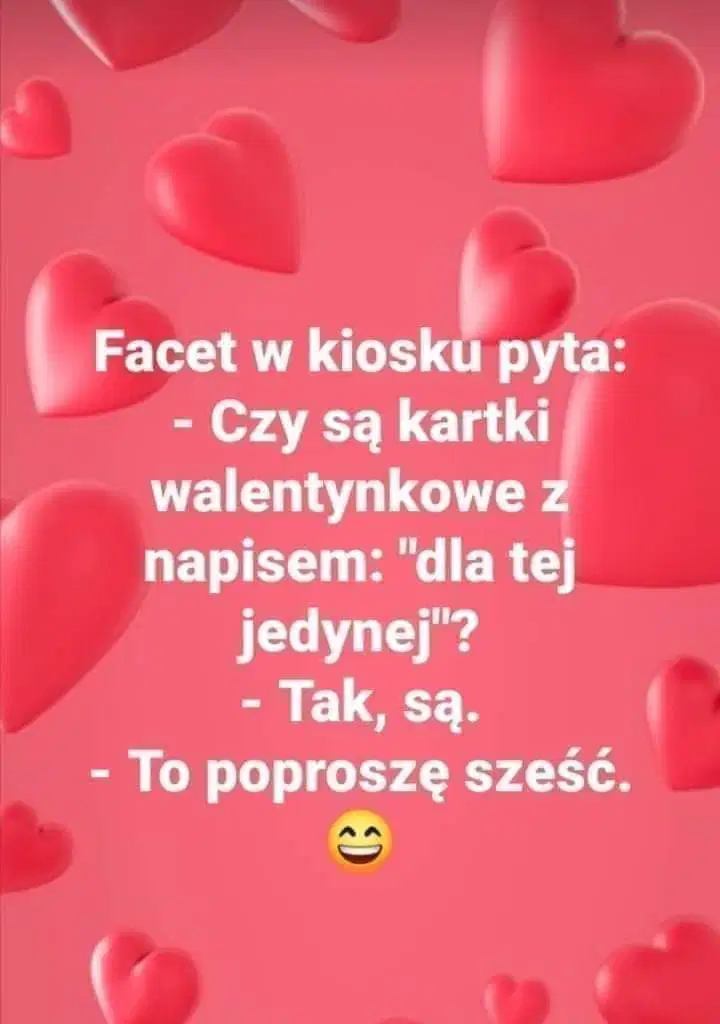 Facet w kiosku pyta:
- Czy są kartki
walentynkowe z
napisem: "dla tej
jedynej"?
- Tak, są.
- To poproszę sześć.
😄